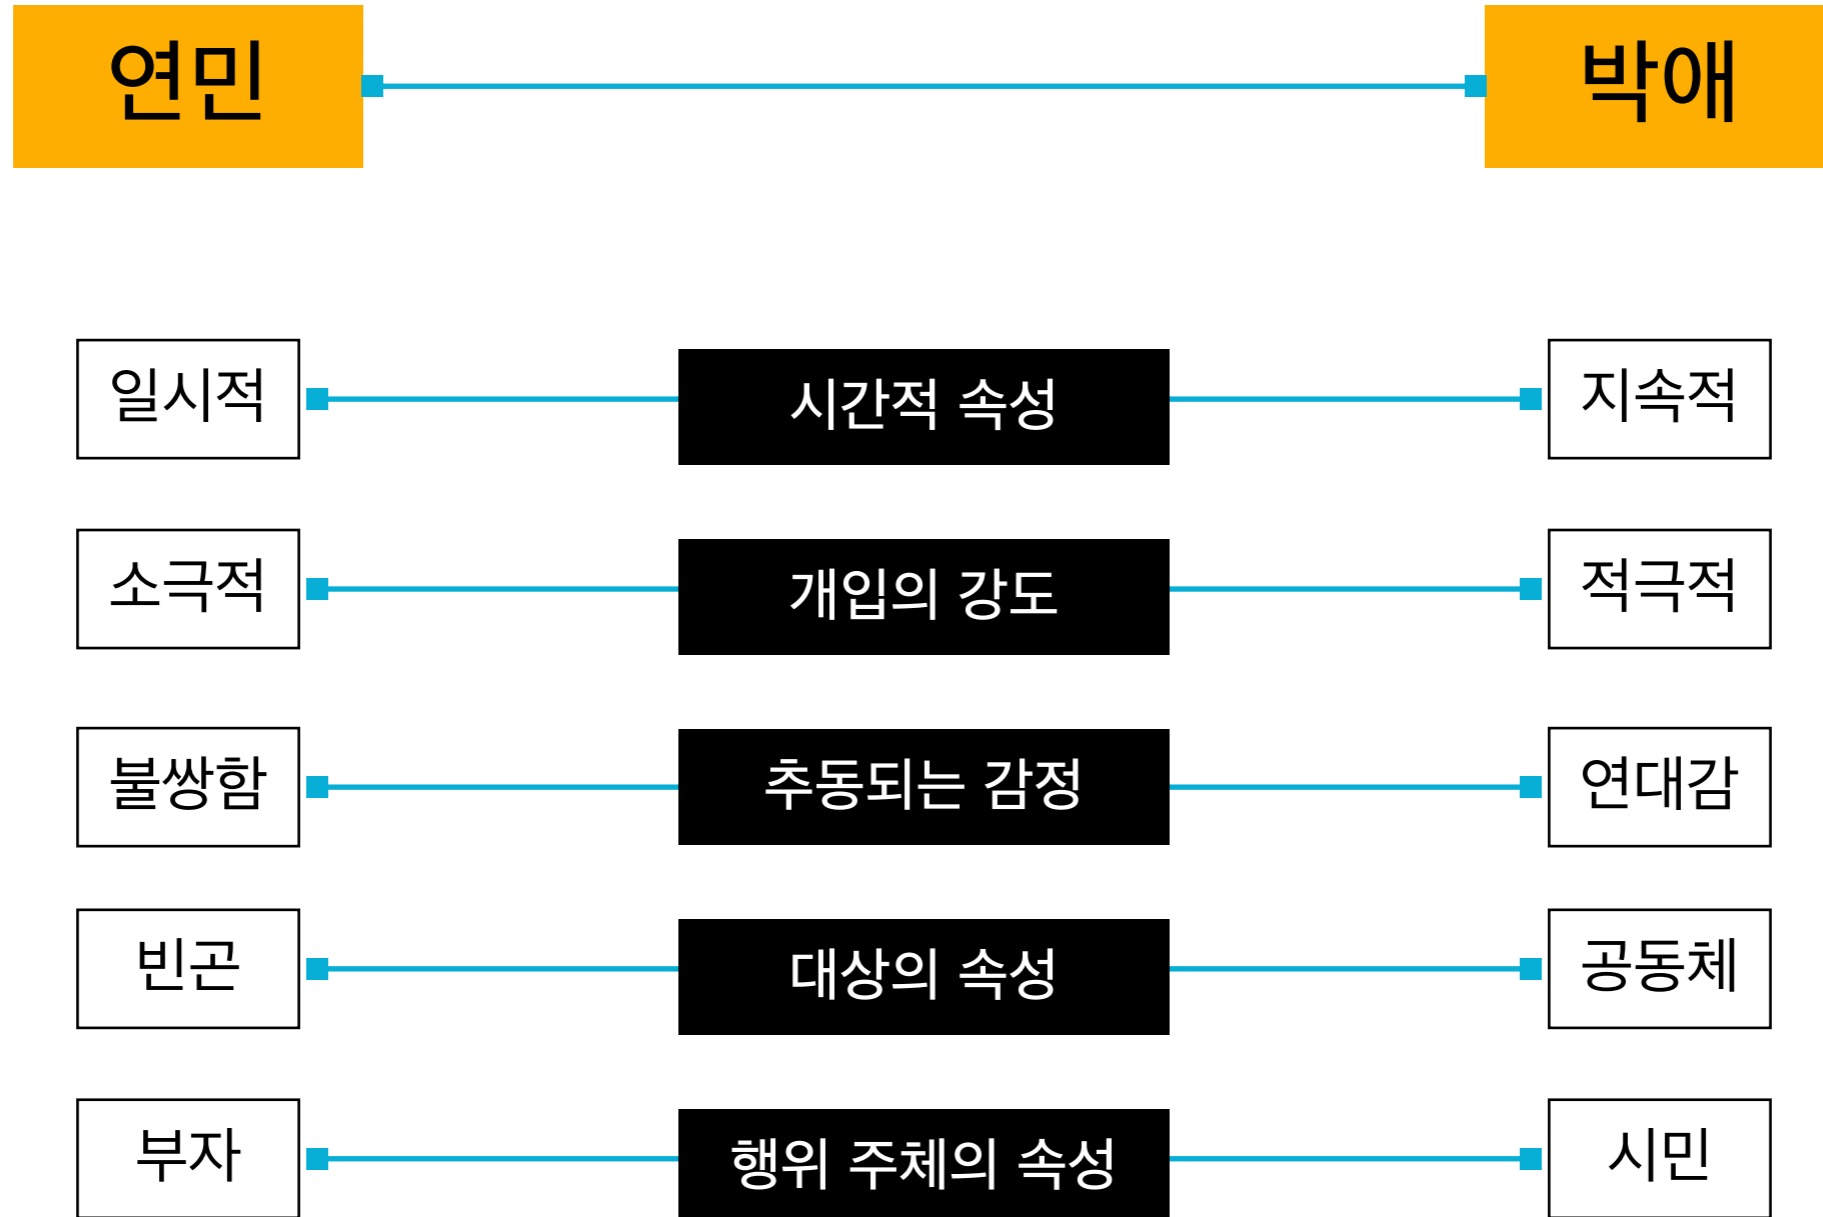 연민 박애
일시적 시간적 속성 지속적
소극적 개입의 강도 적극적
불쌍함 추동되는 감정 연대감
빈곤 대상의 속성 공동체
부자 행위 주체의 속성 시민